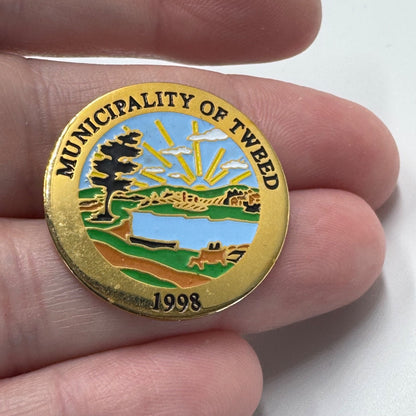 MUNICIPALITY OF TWEED
1998